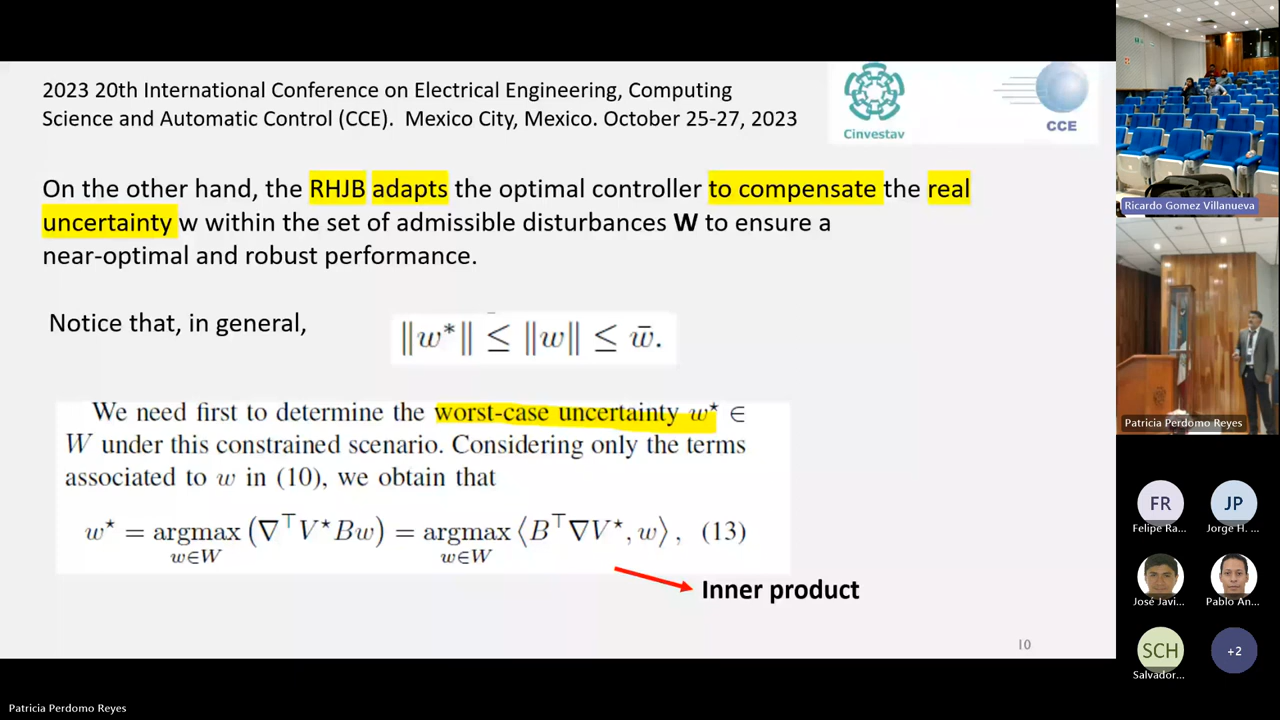 2023 20th International Conference on Electrical Engineering, Computing
Science and Automatic Control (CCE).  Mexico City, Mexico. October 25-27, 2023
Cinvestav
CCE
On the other hand, the RHJB adapts the optimal controller to compensate the real
uncertainty w within the set of admissible disturbances W to ensure a
near-optimal and robust performance.
Notice that, in general,
‖w*‖ ≤ ‖w‖ ≤ w̄.
We need first to determine the worst-case uncertainty w⋆ ∈
W under this constrained scenario. Considering only the terms
associated to w in (10), we obtain that
w⋆ = argmax (∇⊤V⋆Bw) = argmax ⟨B⊤∇V⋆, w⟩, (13)
w∈W w∈W
Inner product
10
Ricardo Gomez Villanueva
Patricia Perdomo Reyes
FR
JP
Felipe Ra...
Jorge H. ...
José Javi...
Pablo An...
SCH
+2
Salvador...
Patricia Perdomo Reyes